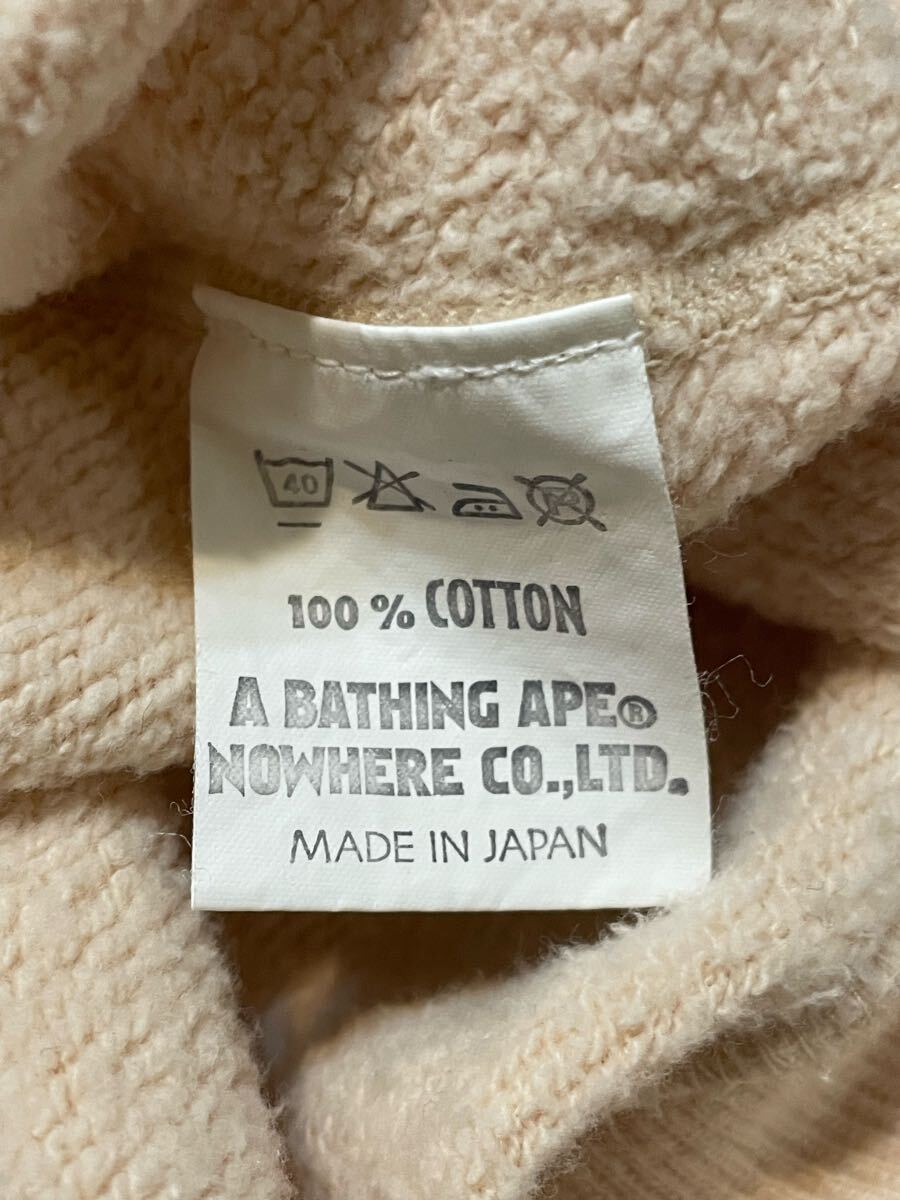 40
100 % COTTON
A BATHING APE®
NOWHERE CO.,LTD.
MADE IN JAPAN